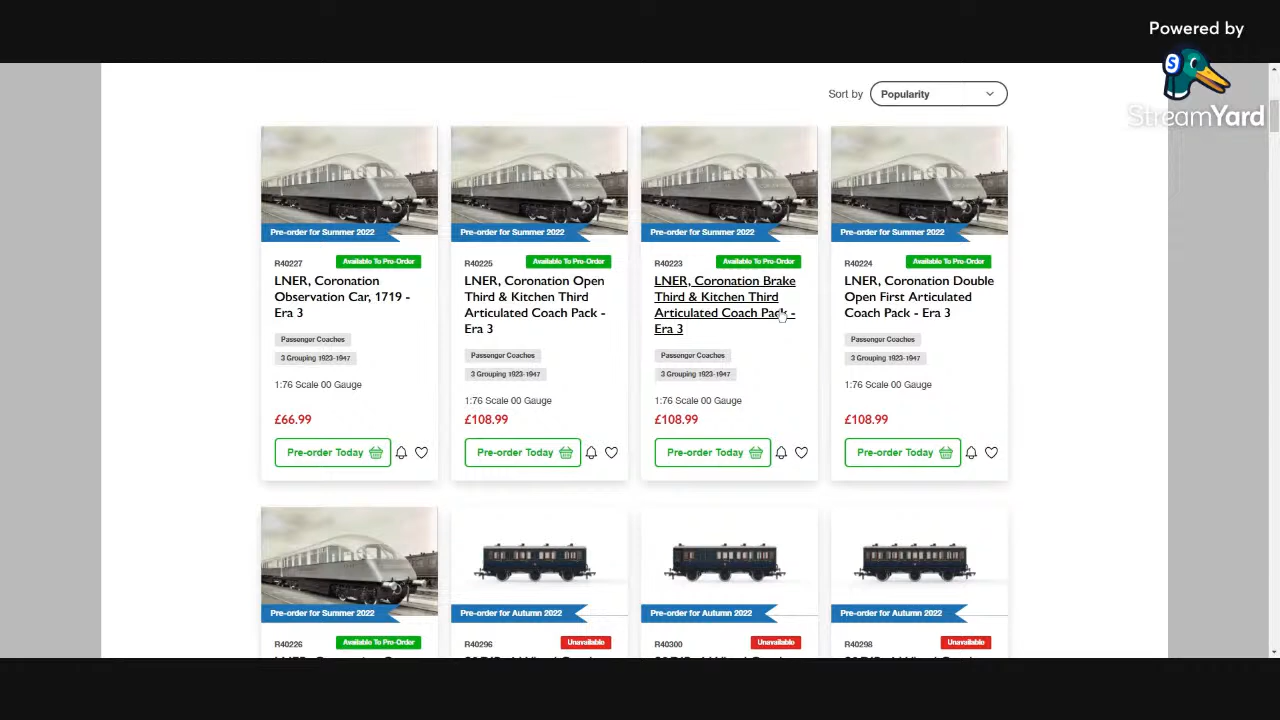 Powered by
StreamYard
Sort by Popularity
Pre-order for Summer 2022
R40227 Available To Pre-Order
LNER, Coronation
Observation Car, 1719 -
Era 3
Passenger Coaches
3 Grouping 1923-1947
1:76 Scale 00 Gauge
£66.99
Pre-order Today
Pre-order for Summer 2022
R40225 Available To Pre-Order
LNER, Coronation Open
Third & Kitchen Third
Articulated Coach Pack -
Era 3
Passenger Coaches
3 Grouping 1923-1947
1:76 Scale 00 Gauge
£108.99
Pre-order Today
Pre-order for Summer 2022
R40223 Available To Pre-Order
LNER, Coronation Brake
Third & Kitchen Third
Articulated Coach Pack -
Era 3
Passenger Coaches
3 Grouping 1923-1947
1:76 Scale 00 Gauge
£108.99
Pre-order Today
Pre-order for Summer 2022
R40224 Available To Pre-Order
LNER, Coronation Double
Open First Articulated
Coach Pack - Era 3
Passenger Coaches
3 Grouping 1923-1947
1:76 Scale 00 Gauge
£108.99
Pre-order Today
Pre-order for Summer 2022
R40226 Available To Pre-Order
Pre-order for Autumn 2022
R40296 Unavailable
Pre-order for Autumn 2022
R40300 Unavailable
Pre-order for Autumn 2022
R40298 Unavailable